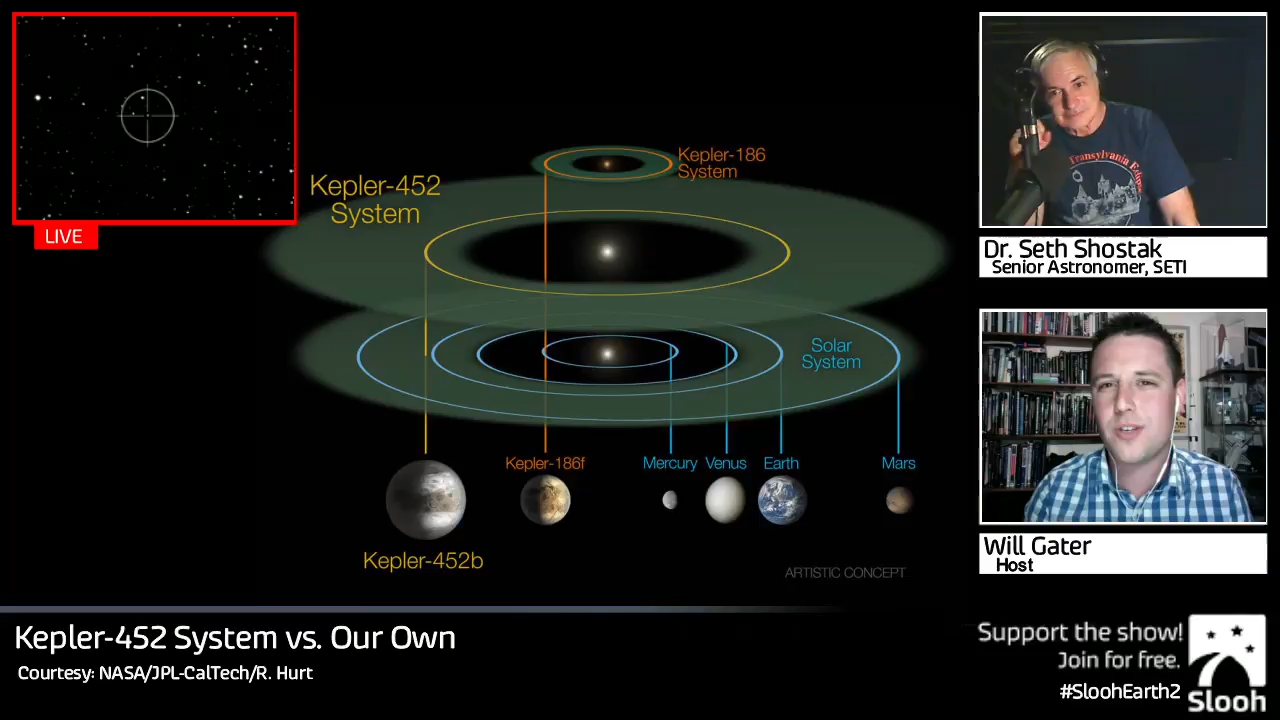 LIVE
Kepler-186
System
Kepler-452
System
Solar
System
Kepler-186f
Mercury
Venus
Earth
Mars
Kepler-452b
ARTISTIC CONCEPT
Transylvania
Dr. Seth Shostak
Senior Astronomer, SETI
Will Gater
Host
Kepler-452 System vs. Our Own
Courtesy: NASA/JPL-CalTech/R. Hurt
Support the show!
Join for free.
#SloohEarth2
Slooh